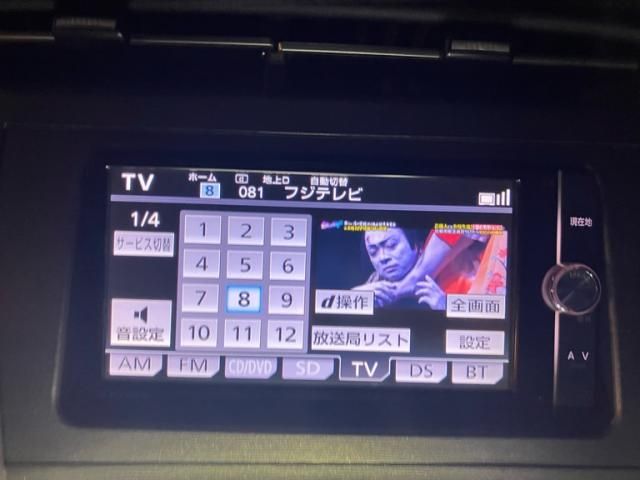 TV ホーム 地上D 自動切替
8 081 フジテレビ
1/4
サービス切替
1 2 3
4 5 6
7 8 9
10 11 12
音設定
d操作
全画面
放送局リスト
設定
AM FM CD/DVD SD TV DS BT
現在地
AV